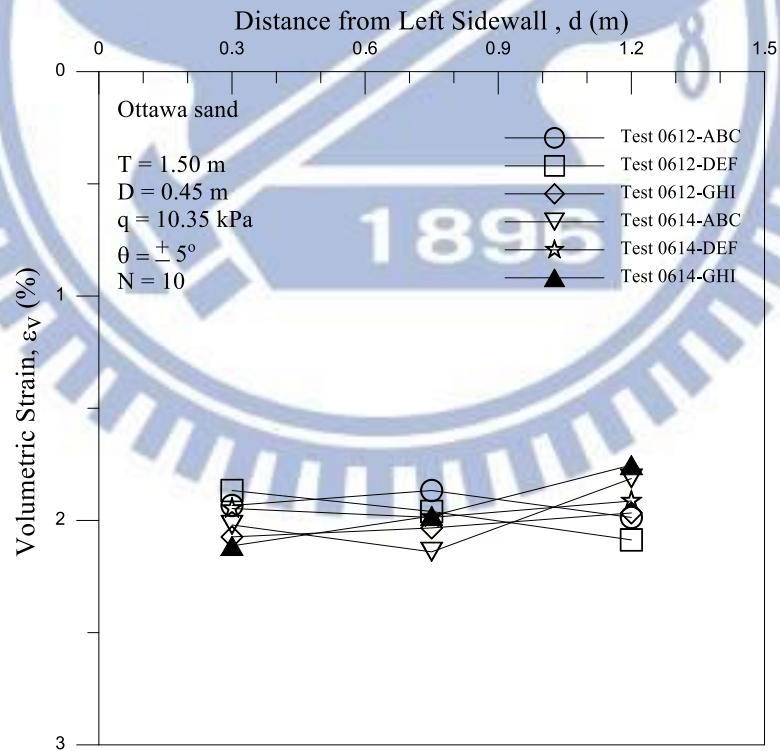 Distance from Left Sidewall , d (m)
0 0.3 0.6 0.9 1.2 1.5
0
1
2
3
Volumetric Strain, εv (%)
Ottawa sand
T = 1.50 m
D = 0.45 m
q = 10.35 kPa
θ = ± 5°
N = 10
Test 0612-ABC
Test 0612-DEF
Test 0612-GHI
Test 0614-ABC
Test 0614-DEF
Test 0614-GHI
1896